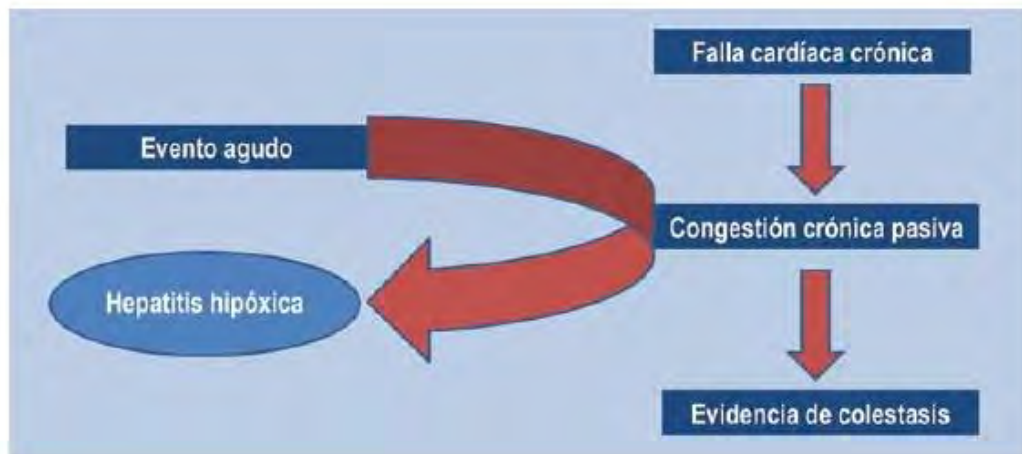 Falla cardíaca crónica
Evento agudo
Congestión crónica pasiva
Hepatitis hipóxica
Evidencia de colestasis